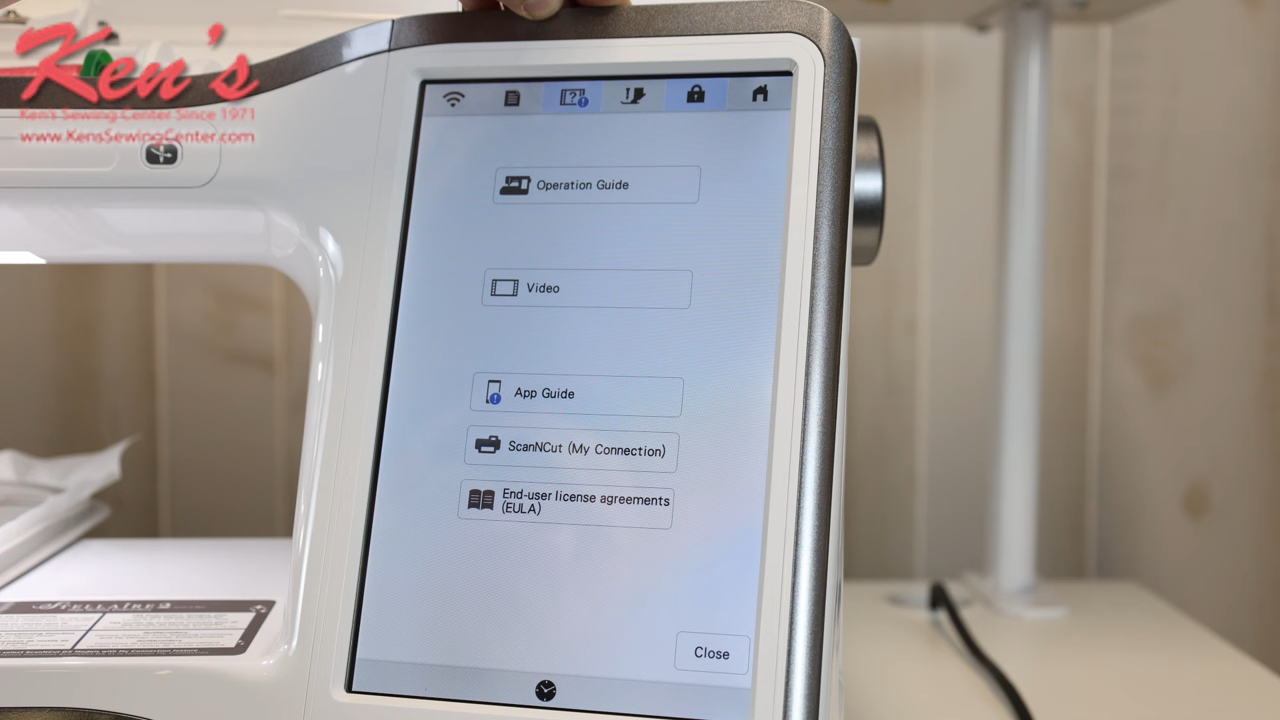 Ken's
Ken's Sewing Center Since 1971
www.KensSewingCenter.com
Operation Guide
Video
App Guide
ScanNCut (My Connection)
End-user license agreements
(EULA)
Close
STELLAIRE2